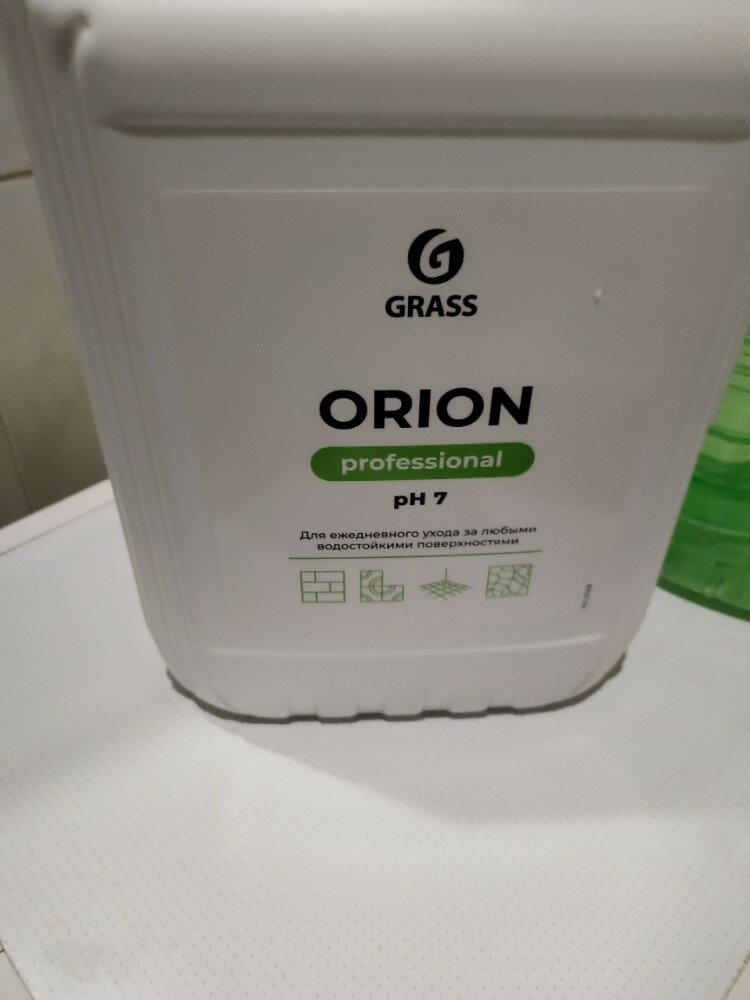 GRASS
ORION
professional
pH 7
Для ежедневного ухода за любыми
водостойкими поверхностями